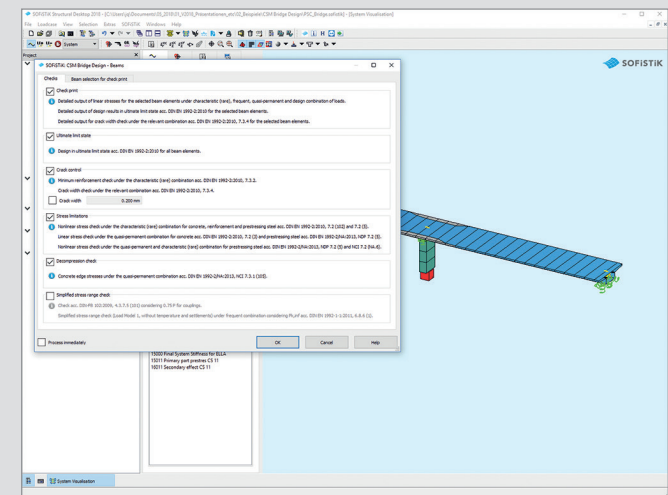 SOFiSTiK Structural Desktop 2018 - [C:\Users\pj\Documents\05_2018\01_V2018_Presentationen_etc\02_Beispiele\CSM Bridge Design\PSC_Bridge.sofistik] - [System Visualisation]
File Loadcase View Selection Extras SOFiSTiK Windows Help
System
Project
SOFiSTiK
SOFiSTiK: CSM Bridge Design - Beams
Checks Beam selection for check print
Check print
Detailed output of linear stresses for the selected beam elements under characteristic (rare), frequent, quasi-permanent and design combination of loads.
Detailed output of design results in ultimate limit state acc. DIN EN 1992-2:2010 for the selected beam elements.
Detailed output for crack width check under the relevant combination acc. DIN EN 1992-2:2010, 7.3.4 for the selected beam elements.
Ultimate limit state
Design in ultimate limit state acc. DIN EN 1992-2:2010 for all beam elements.
Crack control
Minimum reinforcement check under the characteristic (rare) combination acc. DIN EN 1992-2:2010, 7.3.2.
Crack width check under the relevant combination acc. DIN EN 1992-2:2010, 7.3.4.
Crack width 0.200 mm
Stress limitations
Nonlinear stress check under the characteristic (rare) combination for concrete, reinforcement and prestressing steel acc. DIN EN 1992-2:2010, 7.2 (102) and 7.2 (5).
Linear stress check under the quasi-permanent combination for concrete acc. DIN EN 1992-2:2010, 7.2 (3) and prestressing steel acc. DIN EN 1992-2/NA:2013, NDP 7.2 (5).
Nonlinear stress check under the quasi-permanent and characteristic (rare) combination for prestressing steel acc. DIN EN 1992-2/NA:2013, NDP 7.2 (5) and NCI 7.2 (NA.6).
Decompression check
Concrete edge stresses under the quasi-permanent combination acc. DIN EN 1992-2/NA:2013, NCI 7.3.1 (105).
Simplified stress range check
Check acc. DIN-FB 102:2009, 4.3.7.5 (101) considering 0.75·P for couplings.
Simplified stress range check (Load Model 1, without temperature and settlements) under frequent combination considering Pk,inf acc. DIN EN 1992-1-1:2011, 6.8.6 (1).
Process immediately OK Cancel Help
15000 Final System Stiffness for ELLA
15011 Primary part prestres CS 11
16011 Secondary effect CS 11
System Visualisation